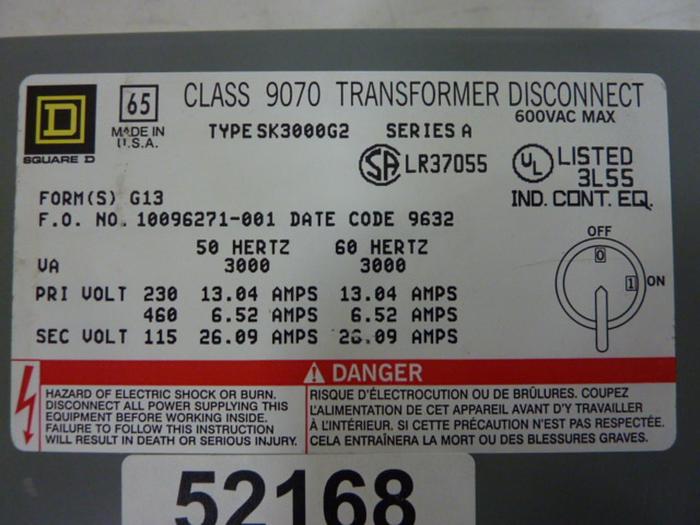 D
SQUARE D
65
MADE IN
U.S.A.
CLASS 9070 TRANSFORMER DISCONNECT
600VAC MAX
TYPE SK3000G2 SERIES A
SA LR37055
UL LISTED
3L55
IND. CONT. EQ.
FORM(S) G13
F.O. NO. 10096271-001 DATE CODE 9632
50 HERTZ 60 HERTZ
VA 3000 3000
PRI VOLT 230 13.04 AMPS 13.04 AMPS
460 6.52 AMPS 6.52 AMPS
SEC VOLT 115 26.09 AMPS 26.09 AMPS
OFF
0
1 ON
DANGER
HAZARD OF ELECTRIC SHOCK OR BURN.
DISCONNECT ALL POWER SUPPLYING THIS
EQUIPMENT BEFORE WORKING INSIDE.
FAILURE TO FOLLOW THIS INSTRUCTION
WILL RESULT IN DEATH OR SERIOUS INJURY.
RISQUE D'ÉLECTROCUTION OU DE BRÛLURES. COUPEZ
L'ALIMENTATION DE CET APPAREIL AVANT D'Y TRAVAILLER
À L'INTÉRIEUR. SI CETTE PRÉCAUTION N'EST PAS RESPECTÉE.
CELA ENTRAÎNERA LA MORT OU DES BLESSURES GRAVES.
52168